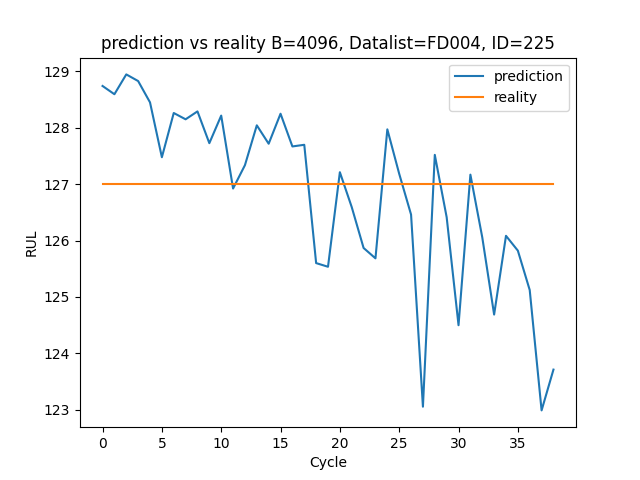 prediction vs reality B=4096, Datalist=FD004, ID=225
prediction
reality
RUL
129
128
127
126
125
124
123
0 5 10 15 20 25 30 35
Cycle